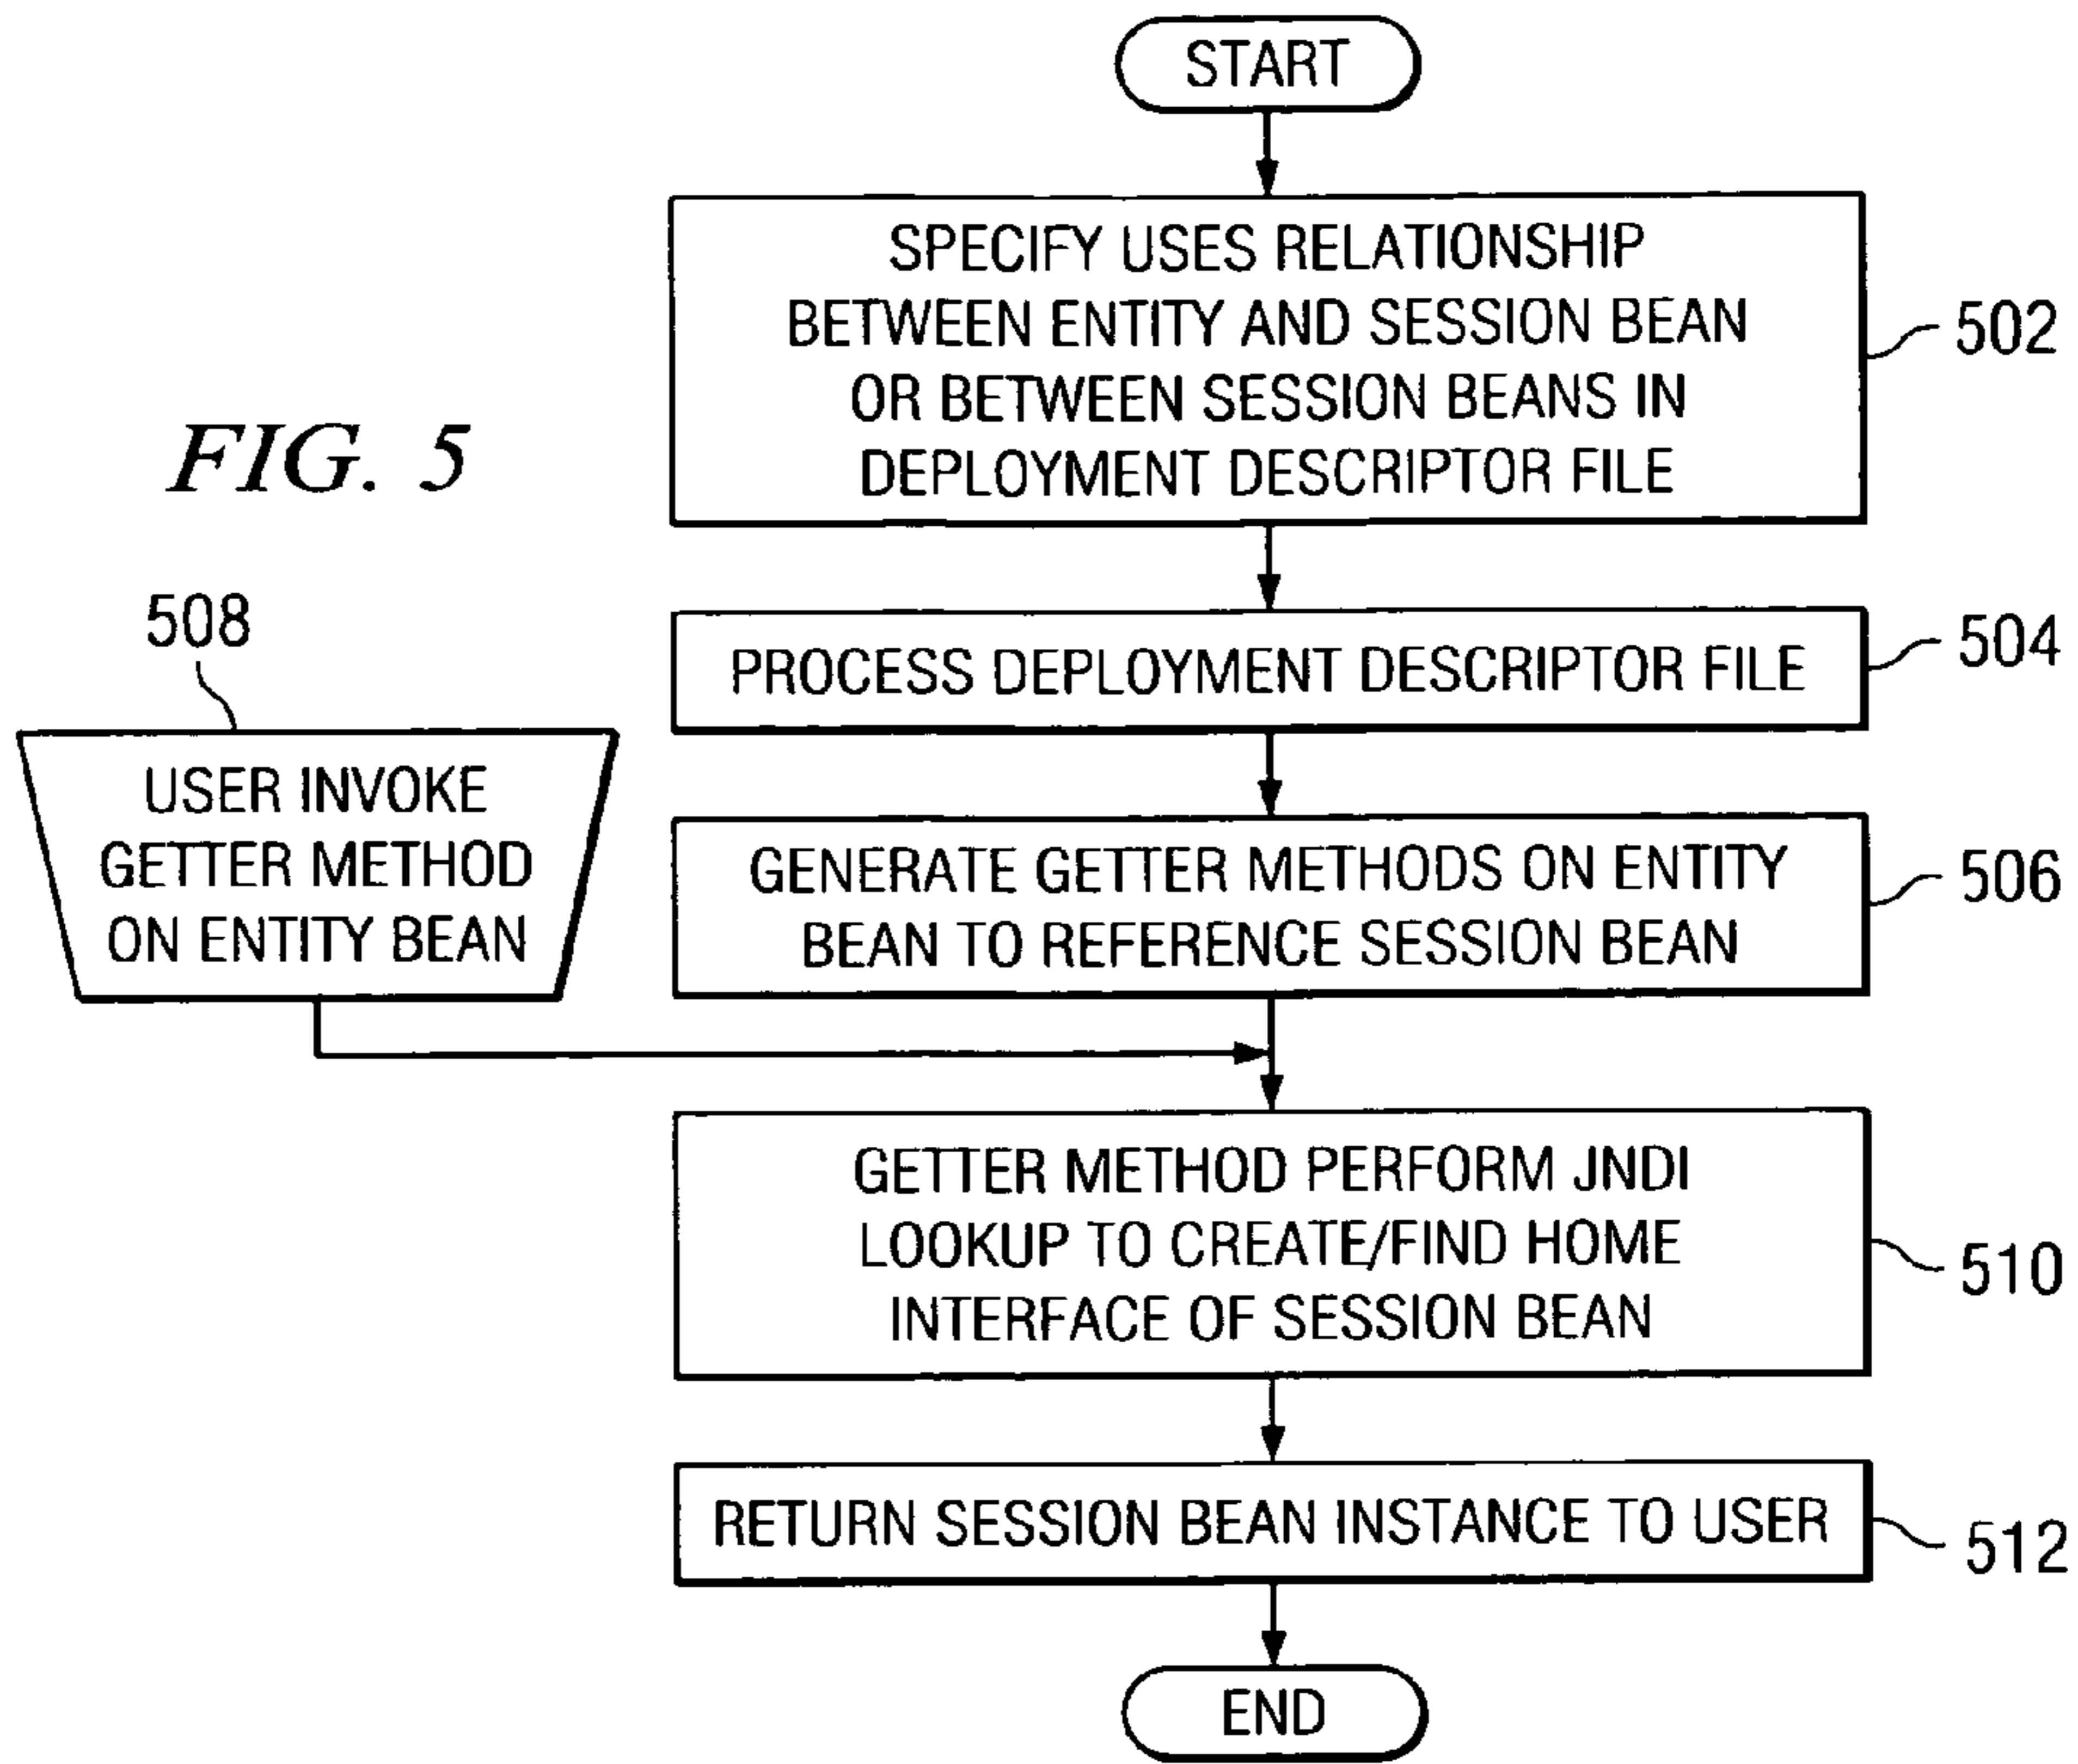 START
SPECIFY USES RELATIONSHIP
BETWEEN ENTITY AND SESSION BEAN
OR BETWEEN SESSION BEANS IN
DEPLOYMENT DESCRIPTOR FILE
502
FIG. 5
PROCESS DEPLOYMENT DESCRIPTOR FILE
504
508
USER INVOKE
GETTER METHOD
ON ENTITY BEAN
GENERATE GETTER METHODS ON ENTITY
BEAN TO REFERENCE SESSION BEAN
506
GETTER METHOD PERFORM JNDI
LOOKUP TO CREATE/FIND HOME
INTERFACE OF SESSION BEAN
510
RETURN SESSION BEAN INSTANCE TO USER
512
END